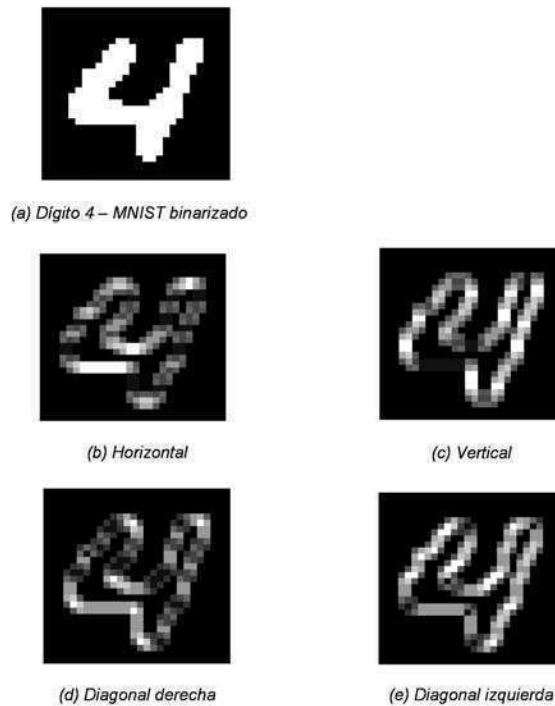 (a) Dígito 4 – MNIST binarizado
(b) Horizontal
(c) Vertical
(d) Diagonal derecha
(e) Diagonal izquierda